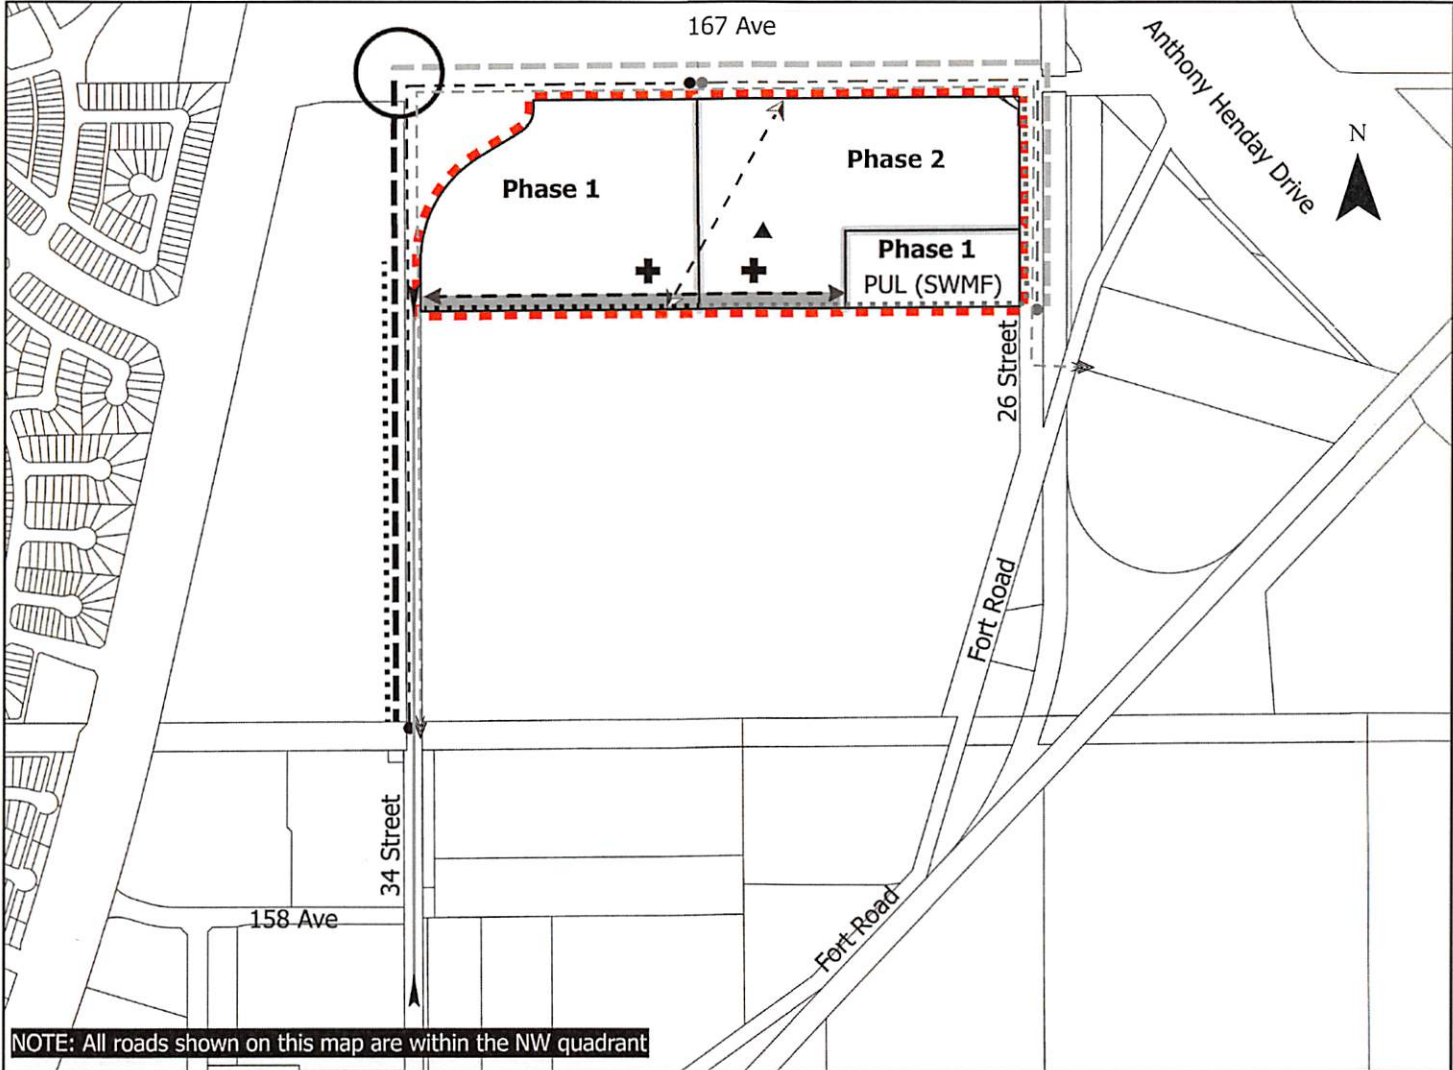 167 Ave
Anthony Henday Drive
N
Phase 2
Phase 1
Phase 1
PUL (SWMF)
26 Street
Fort Road
34 Street
158 Ave
Fort Road
NOTE: All roads shown on this map are within the NW quadrant